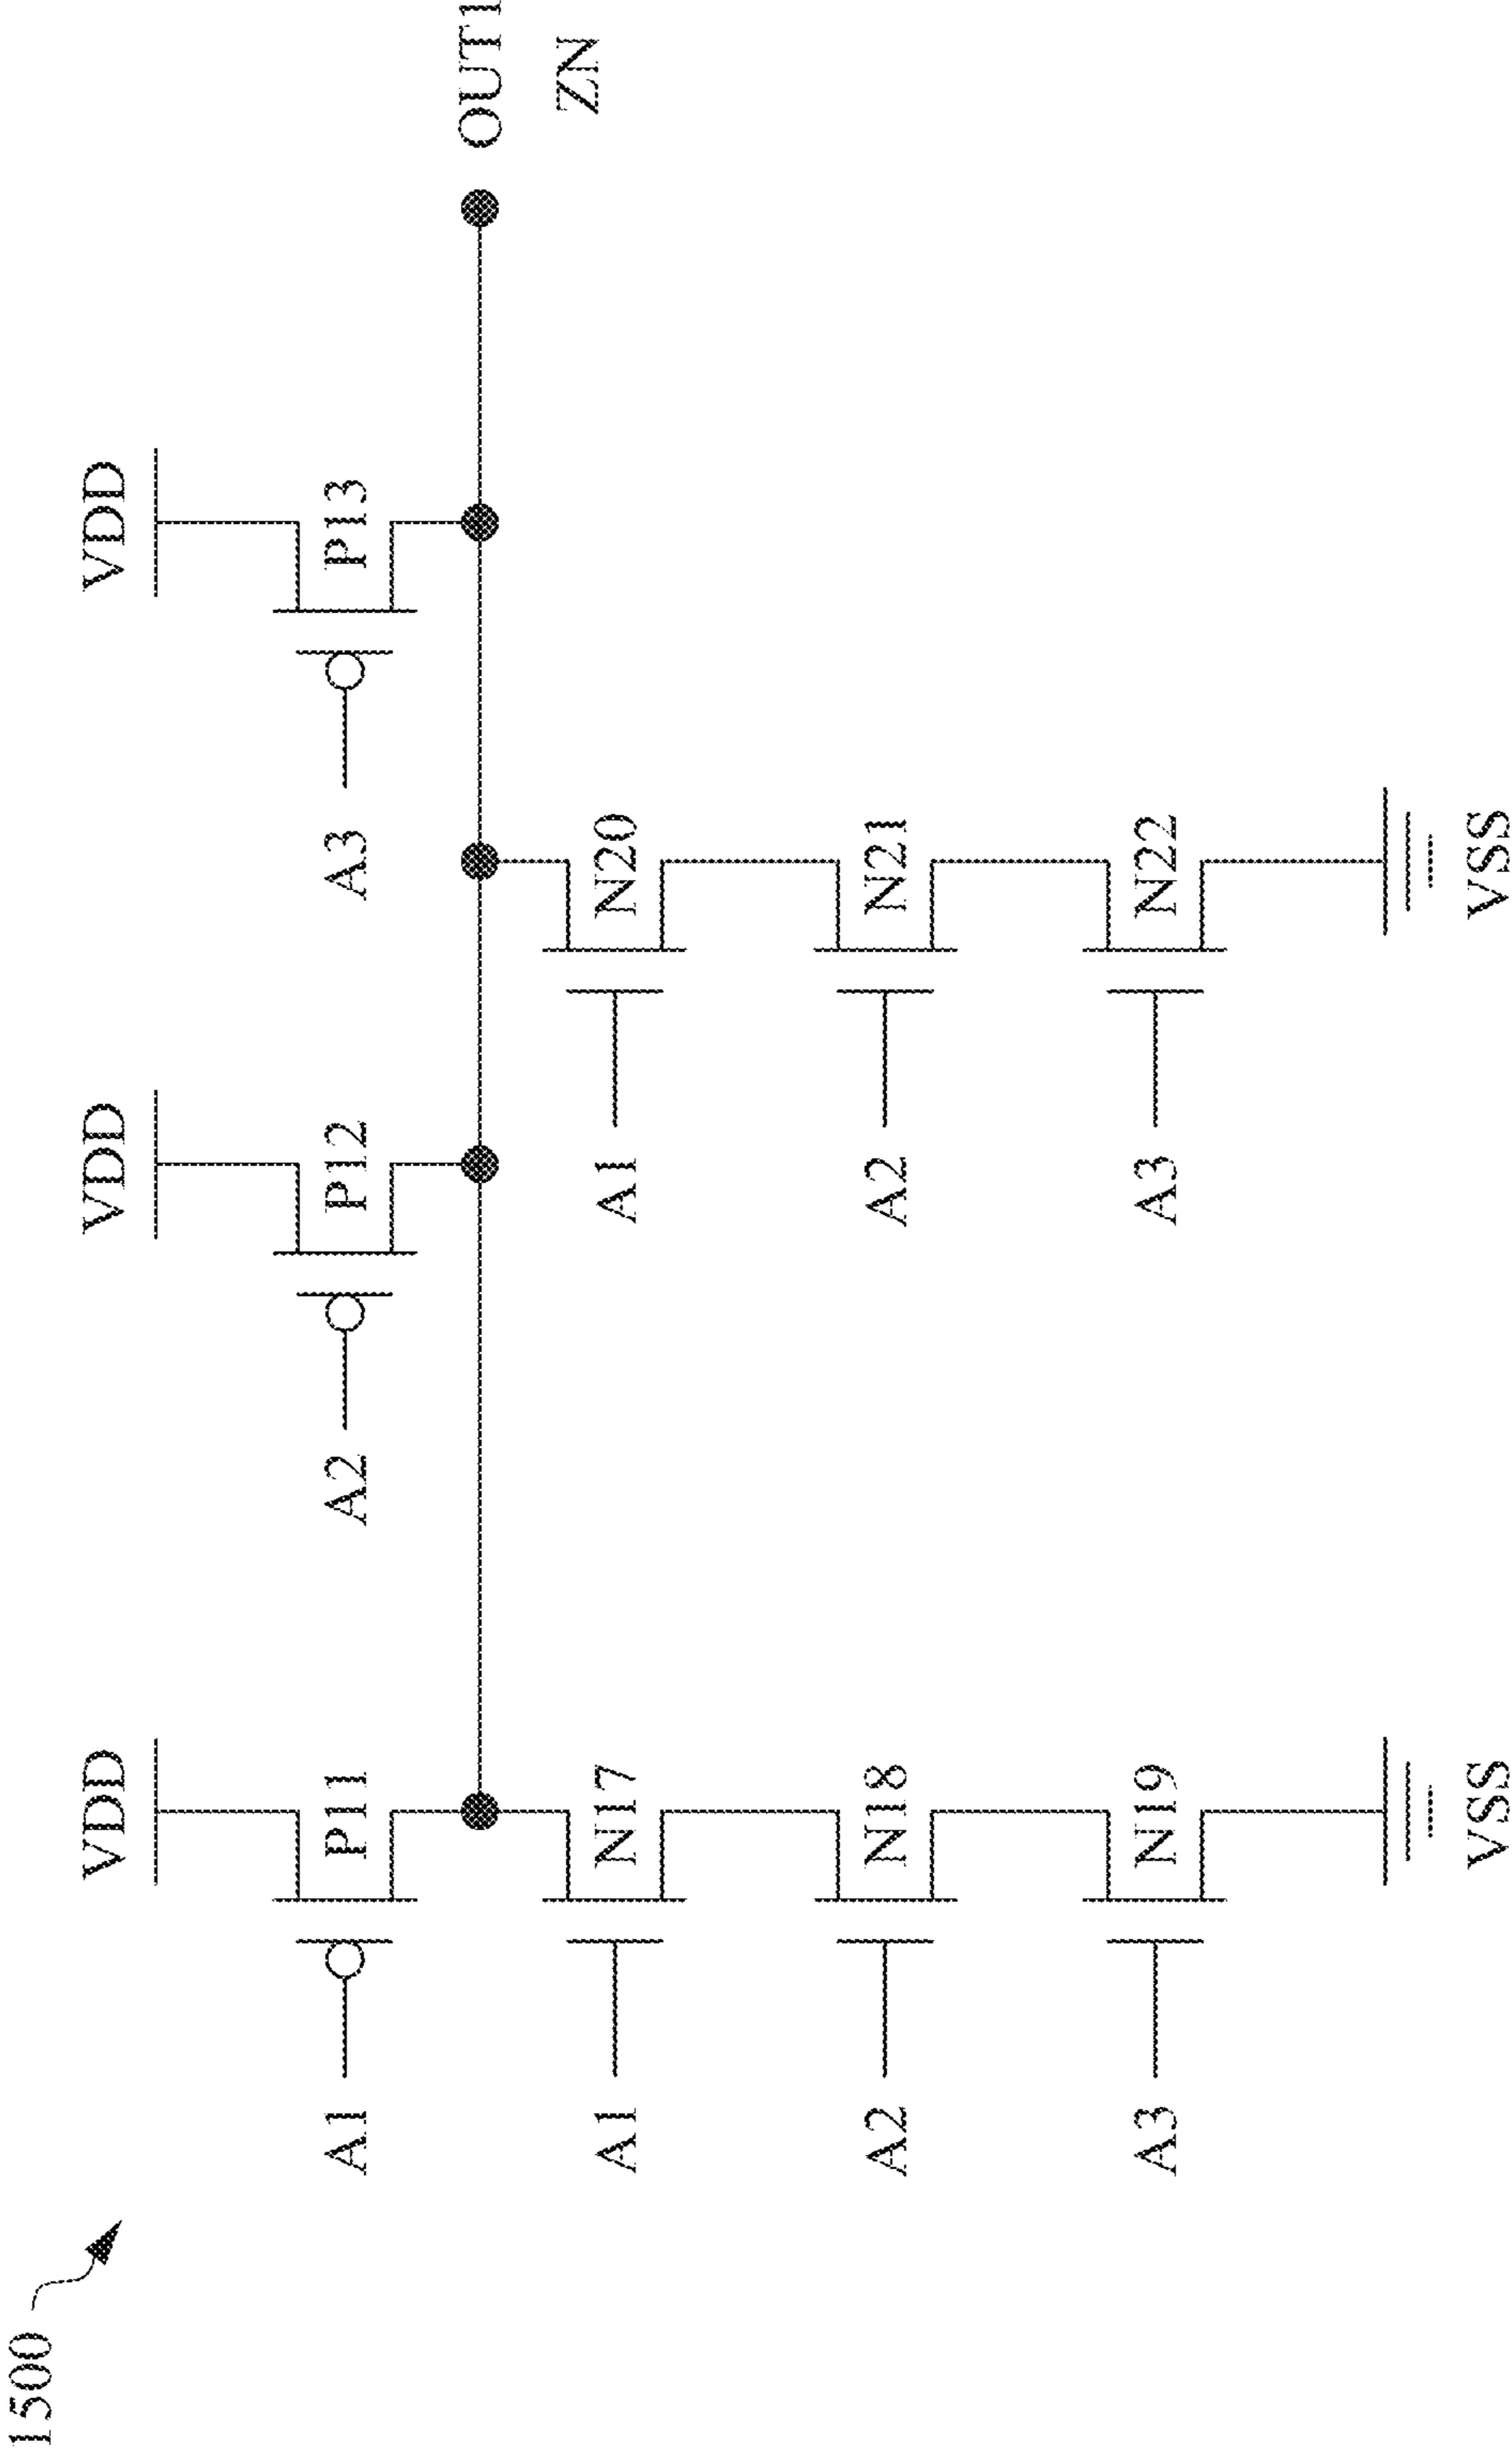 1500
VDD VDD VDD
A1 P11 A2 P12 A3 P13
OUT1
ZN
A1 N17 A1 N20
A2 N18 A2 N21
A3 N19 A3 N22
VSS VSS